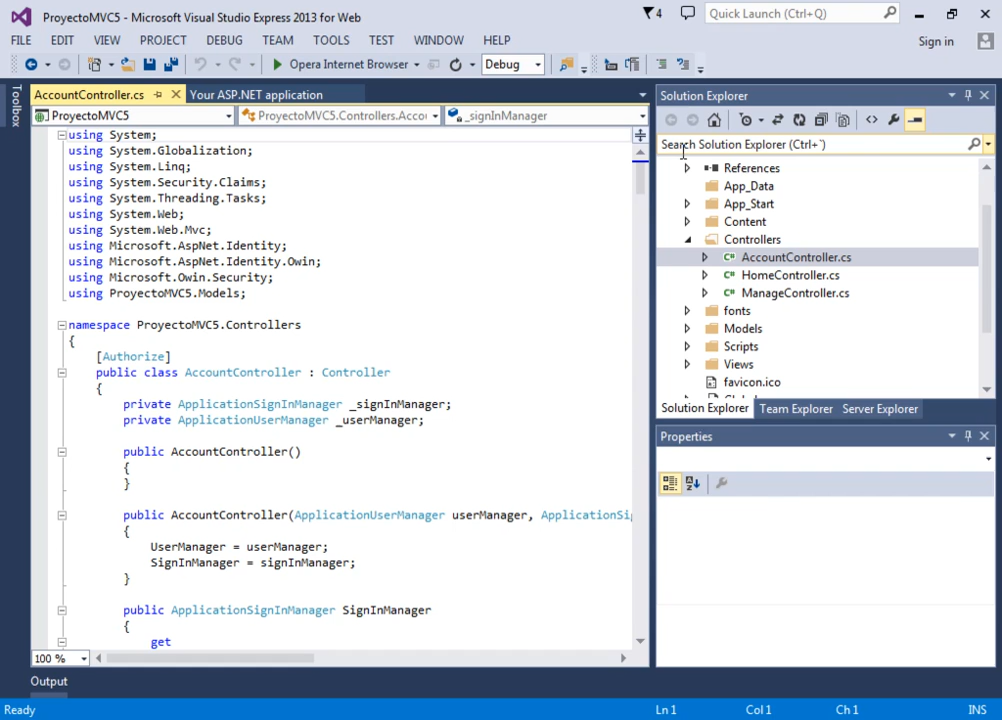 ProyectoMVC5 - Microsoft Visual Studio Express 2013 for Web
4
Quick Launch (Ctrl+Q)
FILE EDIT VIEW PROJECT DEBUG TEAM TOOLS TEST WINDOW HELP
Sign in
Opera Internet Browser
Debug
Toolbox
AccountController.cs
Your ASP.NET application
ProyectoMVC5
ProyectoMVC5.Controllers.Accou
_signInManager
using System;
using System.Globalization;
using System.Linq;
using System.Security.Claims;
using System.Threading.Tasks;
using System.Web;
using System.Web.Mvc;
using Microsoft.AspNet.Identity;
using Microsoft.AspNet.Identity.Owin;
using Microsoft.Owin.Security;
using ProyectoMVC5.Models;
namespace ProyectoMVC5.Controllers
{
[Authorize]
public class AccountController : Controller
{
private ApplicationSignInManager _signInManager;
private ApplicationUserManager _userManager;
public AccountController()
{
}
public AccountController(ApplicationUserManager userManager, ApplicationSi
{
UserManager = userManager;
SignInManager = signInManager;
}
public ApplicationSignInManager SignInManager
{
get
100 %
Solution Explorer
Search Solution Explorer (Ctrl+`)
References
App_Data
App_Start
Content
Controllers
C# AccountController.cs
C# HomeController.cs
C# ManageController.cs
fonts
Models
Scripts
Views
favicon.ico
Solution Explorer Team Explorer Server Explorer
Properties
Output
Ready
Ln 1
Col 1
Ch 1
INS